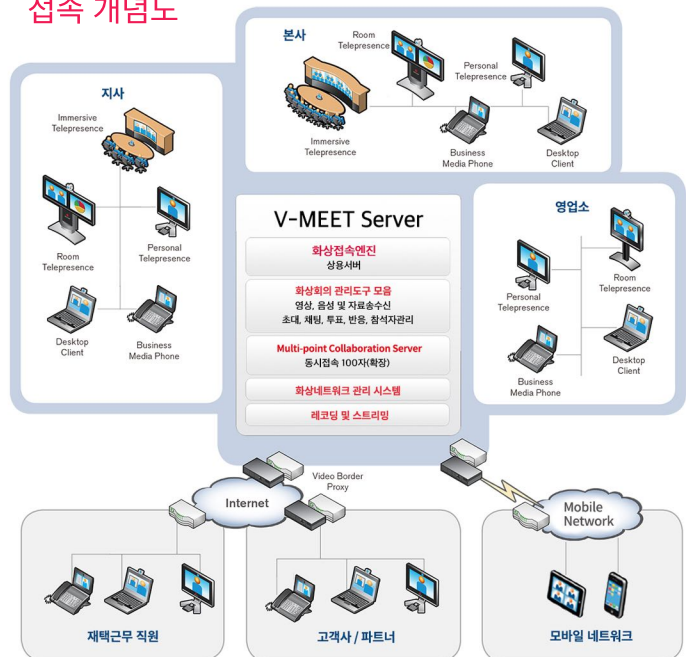 접속 개념도
본사
Room
Telepresence
Personal
Telepresence
Immersive
Telepresence
Business
Media Phone
Desktop
Client
지사
Immersive
Telepresence
Room
Telepresence
Personal
Telepresence
Desktop
Client
Business
Media Phone
V-MEET Server
화상접속엔진
상용서버
화상회의 관리도구 모음
영상, 음성 및 자료송수신
초대, 채팅, 투표, 반응, 참석자관리
Multi-point Collaboration Server
동시접속 100자(확장)
화상네트워크 관리 시스템
레코딩 및 스트리밍
영업소
Personal
Telepresence
Room
Telepresence
Business
Media Phone
Desktop
Client
Video Border
Proxy
Internet
Mobile
Network
재택근무 직원
고객사 / 파트너
모바일 네트워크